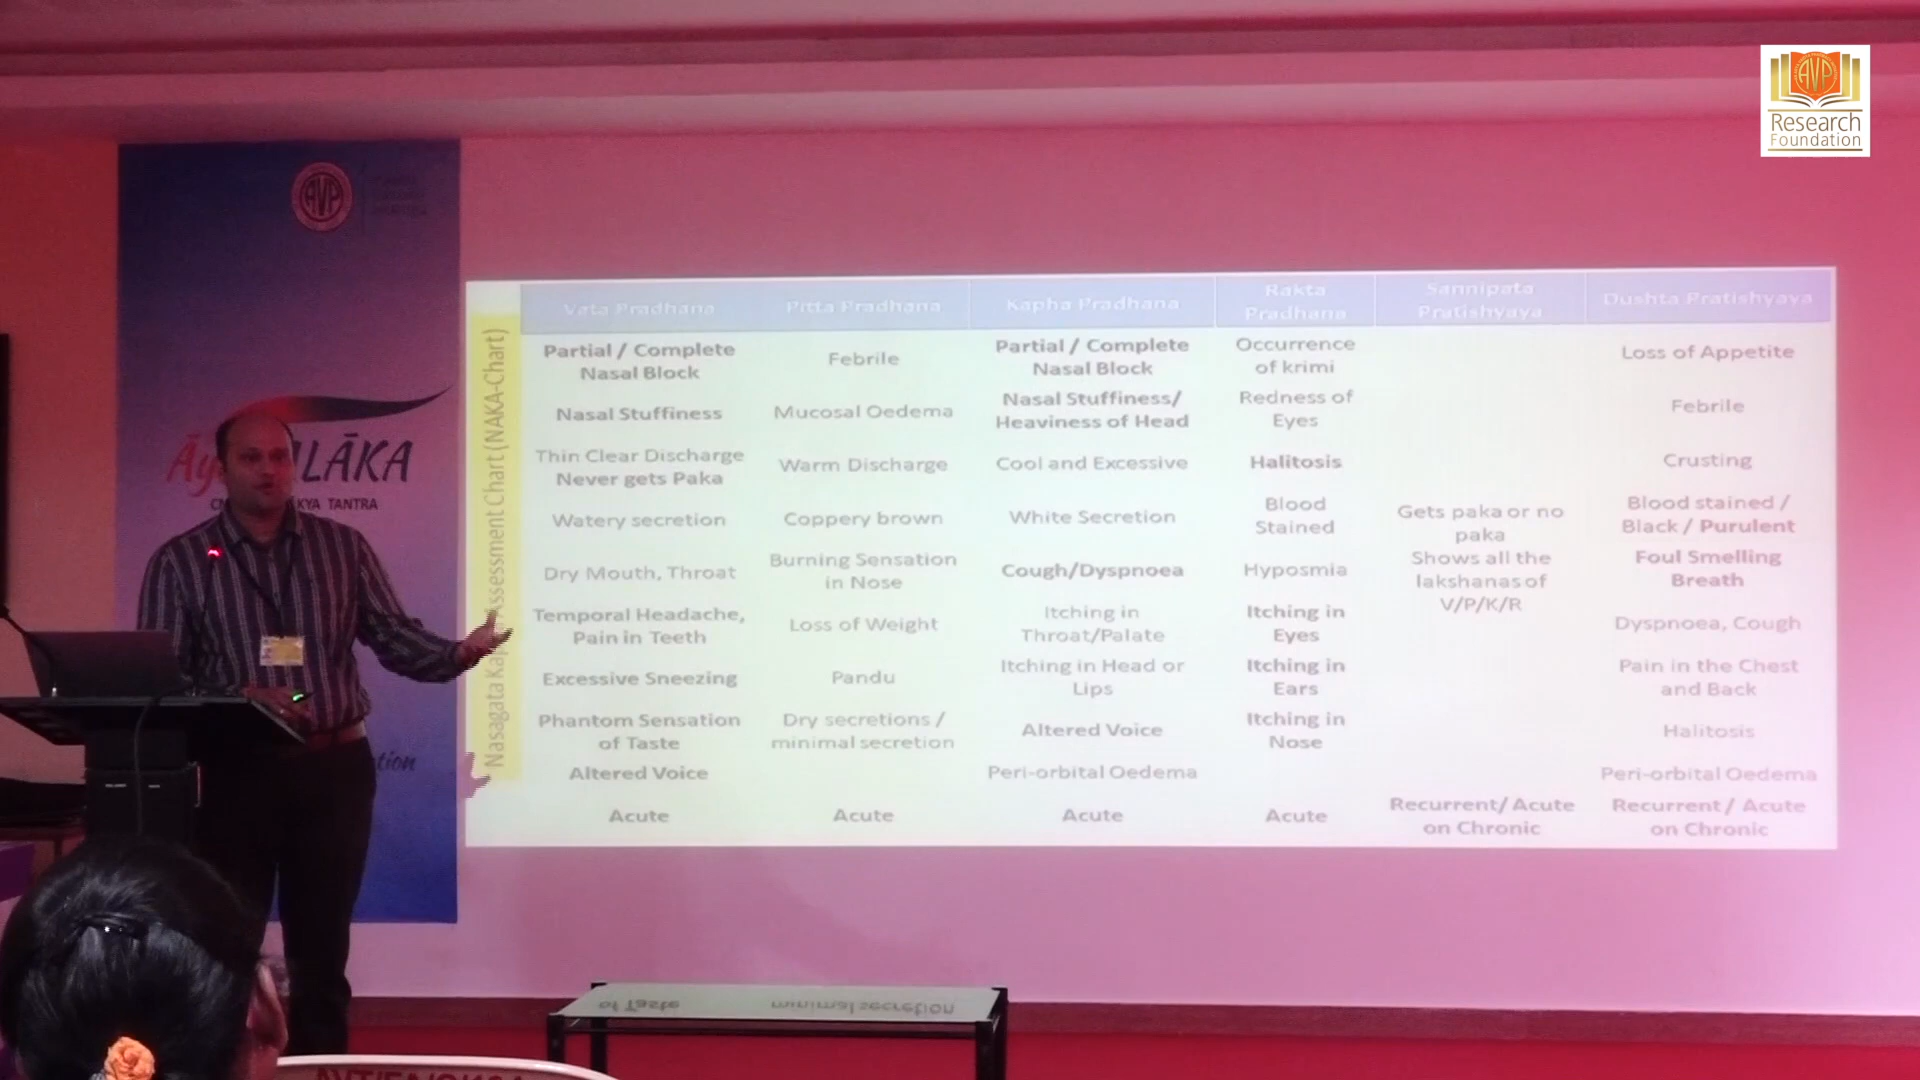 AVP
Research
Foundation
AVP
LĀKA
KYA TANTRA
tion
Assessment Chart (NAKA-Chart)
Nasagata
Vata Pradhana
Pitta Pradhana
Kapha Pradhana
Rakta
Pradhana
Sannipata
Pratishyaya
Dushta Pratishyaya
Partial / Complete
Nasal Block
Febrile
Partial / Complete
Nasal Block
Occurrence
of krimi
Loss of Appetite
Nasal Stuffiness
Mucosal Oedema
Nasal Stuffiness/
Heaviness of Head
Redness of
Eyes
Febrile
Thin Clear Discharge
Never gets Paka
Warm Discharge
Cool and Excessive
Halitosis
Crusting
Watery secretion
Coppery brown
White Secretion
Blood
Stained
Gets paka or no
paka
Shows all the
lakshanas of
V/P/K/R
Blood stained /
Black / Purulent
Dry Mouth, Throat
Burning Sensation
in Nose
Cough/Dyspnoea
Hyposmia
Foul Smelling
Breath
Temporal Headache,
Pain in Teeth
Loss of Weight
Itching in
Throat/Palate
Itching in
Eyes
Dyspnoea, Cough
Excessive Sneezing
Pandu
Itching in Head or
Lips
Itching in
Ears
Pain in the Chest
and Back
Phantom Sensation
of Taste
Dry secretions /
minimal secretion
Altered Voice
Itching in
Nose
Halitosis
Altered Voice
Peri-orbital Oedema
Peri-orbital Oedema
Acute
Acute
Acute
Acute
Recurrent/ Acute
on Chronic
Recurrent / Acute
on Chronic
of Taste
minimal secretion